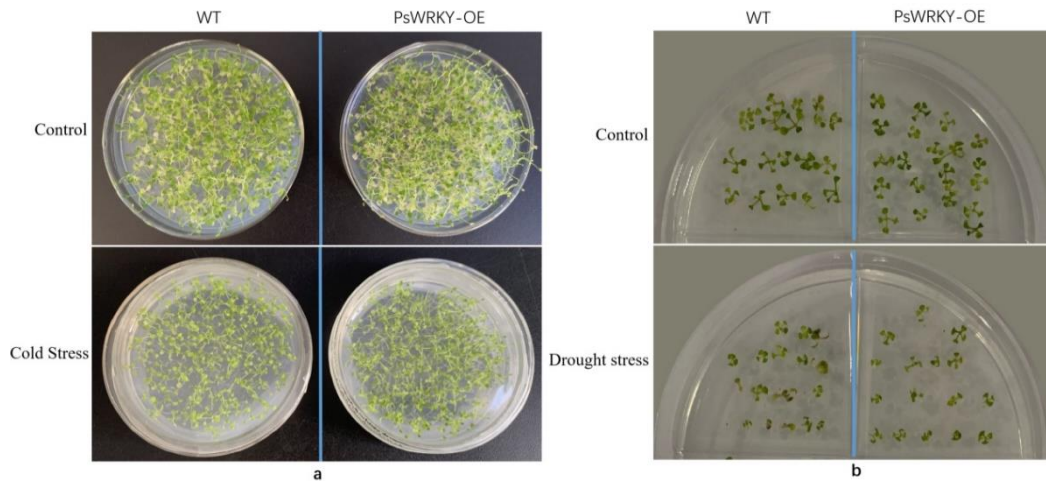 WT PsWRKY-OE
Control
Cold Stress
a
WT PsWRKY-OE
Control
Drought stress
b